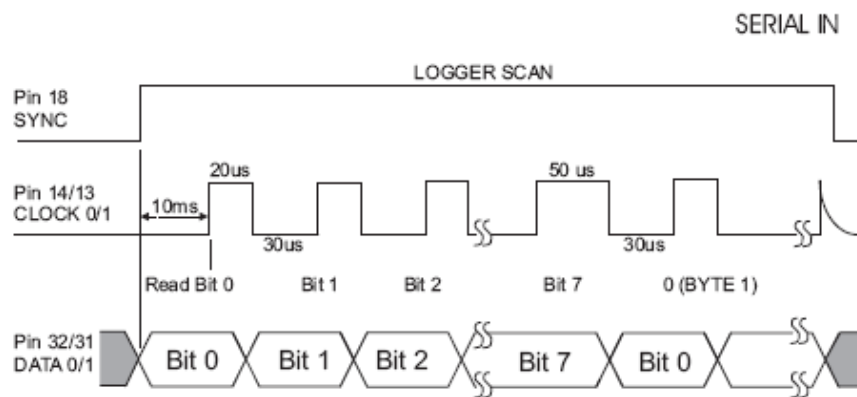 SERIAL IN
LOGGER SCAN
Pin 18
SYNC
20us
50 us
Pin 14/13
CLOCK 0/1
10ms
30us
30us
Read Bit 0
Bit 1
Bit 2
Bit 7
0 (BYTE 1)
Pin 32/31
DATA 0/1
Bit 0
Bit 1
Bit 2
Bit 7
Bit 0